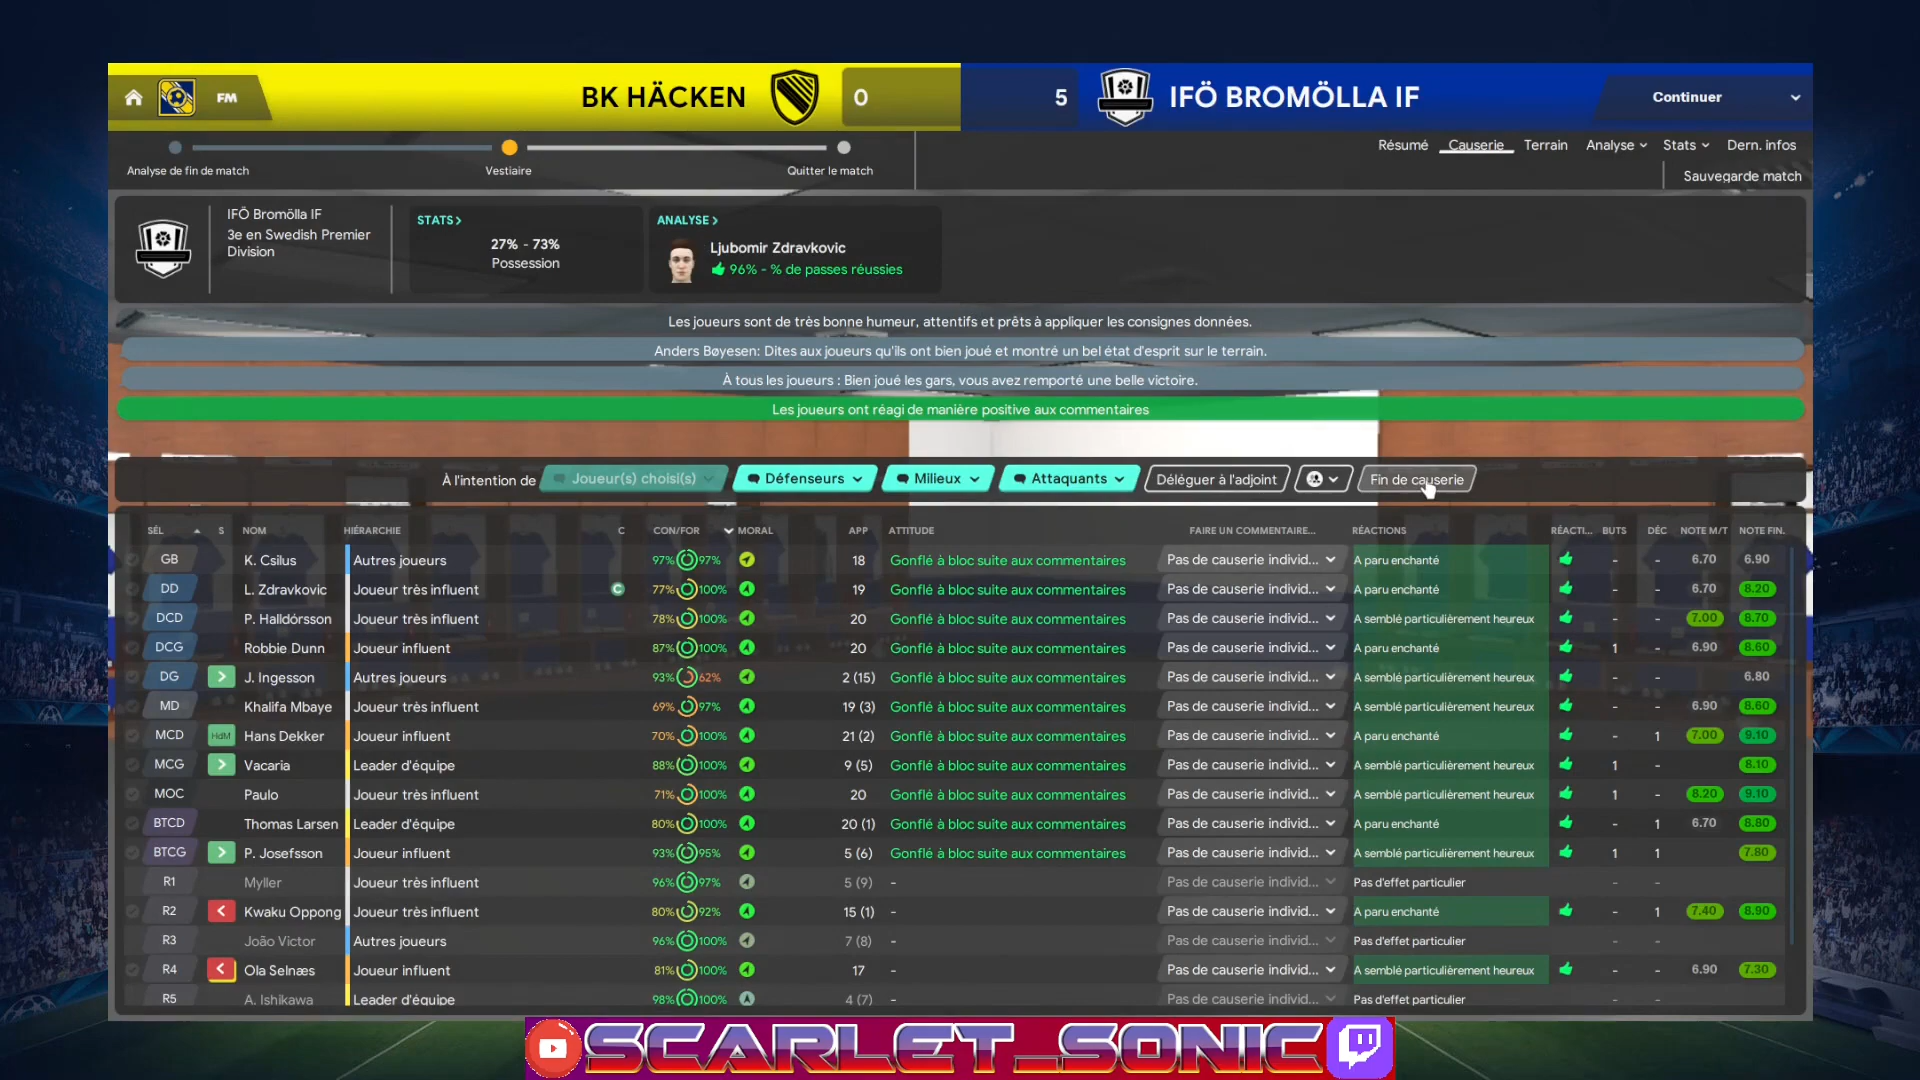 FM BK HÄCKEN 0 5 IFÖ BROMÖLLA IF Continuer
Résumé Causerie Terrain Analyse Stats Dern. infos
Analyse de fin de match Vestiaire Quitter le match
Sauvegarde match
IFÖ Bromölla IF
3e en Swedish Premier
Division
STATS
27% - 73%
Possession
ANALYSE
Ljubomir Zdravkovic
96% - % de passes réussies
Les joueurs sont de très bonne humeur, attentifs et prêts à appliquer les consignes données.
Anders Bøyesen: Dites aux joueurs qu'ils ont bien joué et montré un bel état d'esprit sur le terrain.
À tous les joueurs : Bien joué les gars, vous avez remporté une belle victoire.
Les joueurs ont réagi de manière positive aux commentaires
À l'intention de Joueur(s) choisi(s) Défenseurs Milieux Attaquants Déléguer à l'adjoint Fin de causerie
SÉL S NOM HIÉRARCHIE C CON/FOR MORAL APP ATTITUDE FAIRE UN COMMENTAIRE... RÉACTIONS RÉACTI... BUTS DÉC NOTE M/T NOTE FIN.
GB K. Csilus Autres joueurs 97% 97% 18 Gonflé à bloc suite aux commentaires Pas de causerie individ... A paru enchanté - - 6.70 6.90
DD L. Zdravkovic Joueur très influent C 77% 100% 19 Gonflé à bloc suite aux commentaires Pas de causerie individ... A paru enchanté - - 6.70 8.20
DCD P. Halldórsson Joueur très influent 78% 100% 20 Gonflé à bloc suite aux commentaires Pas de causerie individ... A semblé particulièrement heureux - - 7.00 8.70
DCG Robbie Dunn Joueur influent 87% 100% 20 Gonflé à bloc suite aux commentaires Pas de causerie individ... A paru enchanté 1 - 6.90 8.60
DG J. Ingesson Autres joueurs 93% 62% 2 (15) Gonflé à bloc suite aux commentaires Pas de causerie individ... A semblé particulièrement heureux 6.80
MD Khalifa Mbaye Joueur très influent 69% 97% 19 (3) Gonflé à bloc suite aux commentaires Pas de causerie individ... A semblé particulièrement heureux - - 6.90 8.60
MCD HdM Hans Dekker Joueur influent 70% 100% 21 (2) Gonflé à bloc suite aux commentaires Pas de causerie individ... A paru enchanté - 1 7.00 9.10
MCG Vacaria Leader d'équipe 88% 100% 9 (5) Gonflé à bloc suite aux commentaires Pas de causerie individ... A semblé particulièrement heureux 1 - 8.10
MOC Paulo Joueur très influent 71% 100% 20 Gonflé à bloc suite aux commentaires Pas de causerie individ... A semblé particulièrement heureux 1 - 8.20 9.10
BTCD Thomas Larsen Leader d'équipe 80% 100% 20 (1) Gonflé à bloc suite aux commentaires Pas de causerie individ... A paru enchanté - 1 6.70 8.80
BTCG P. Josefsson Joueur influent 93% 95% 5 (6) Gonflé à bloc suite aux commentaires Pas de causerie individ... A semblé particulièrement heureux 1 1 7.80
R1 Myller Joueur très influent 96% 97% 5 (9) - Pas de causerie individ... Pas d'effet particulier - -
R2 Kwaku Oppong Joueur très influent 80% 92% 15 (1) - Pas de causerie individ... A paru enchanté - 1 7.40 8.90
R3 João Victor Autres joueurs 96% 100% 7 (8) - Pas de causerie individ... Pas d'effet particulier - -
R4 Ola Selnæs Joueur influent 81% 100% 17 - Pas de causerie individ... A semblé particulièrement heureux - - 6.90 7.30
R5 A. Ishikawa Leader d'équipe 98% 100% 4 (7) - Pas de causerie individ... Pas d'effet particulier - -
SCARLET_SONIC